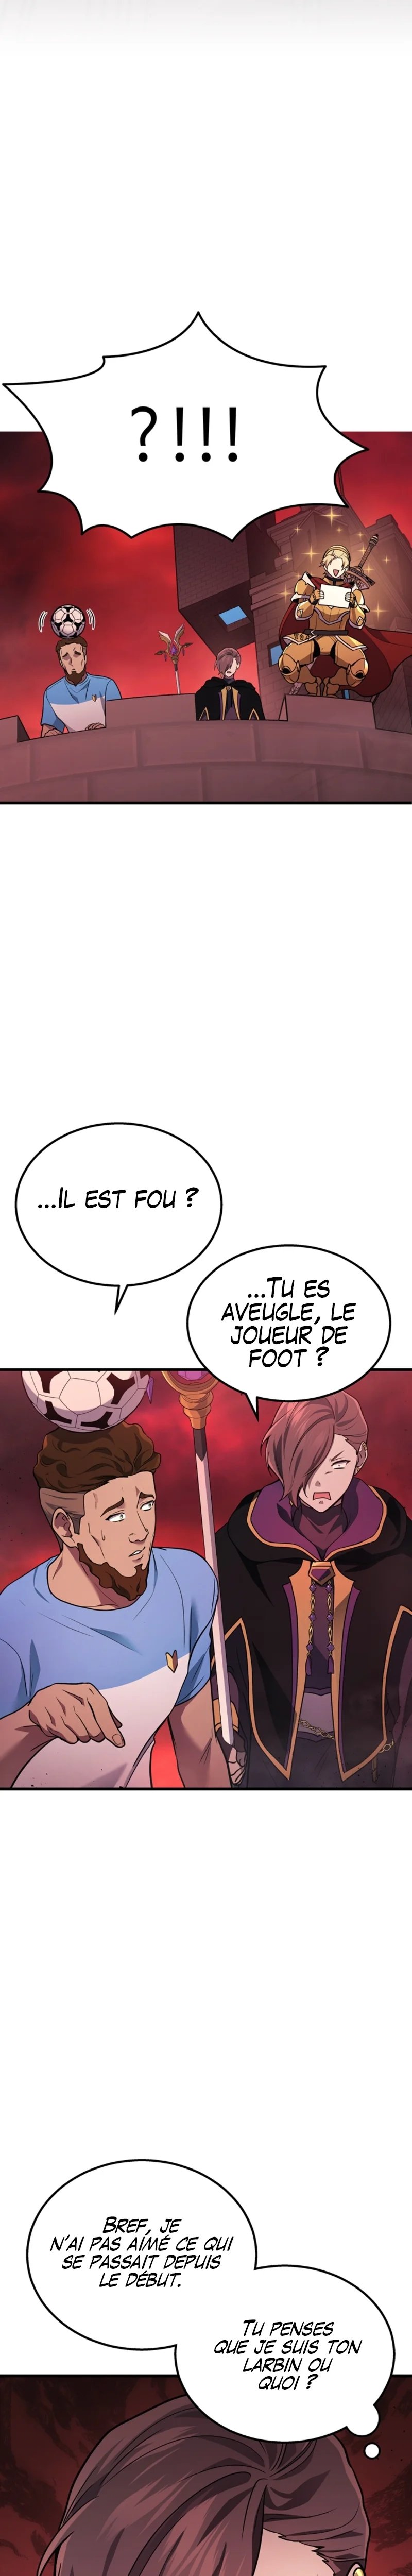 ?!!!
...IL EST FOU ?
...TU ES
AVEUGLE, LE
JOUEUR DE
FOOT ?
BREF, JE
N'AI PAS AIMÉ CE QUI
SE PASSAIT DEPUIS
LE DÉBUT.
TU PENSES
QUE JE SUIS TON
LARBIN OU
QUOI ?